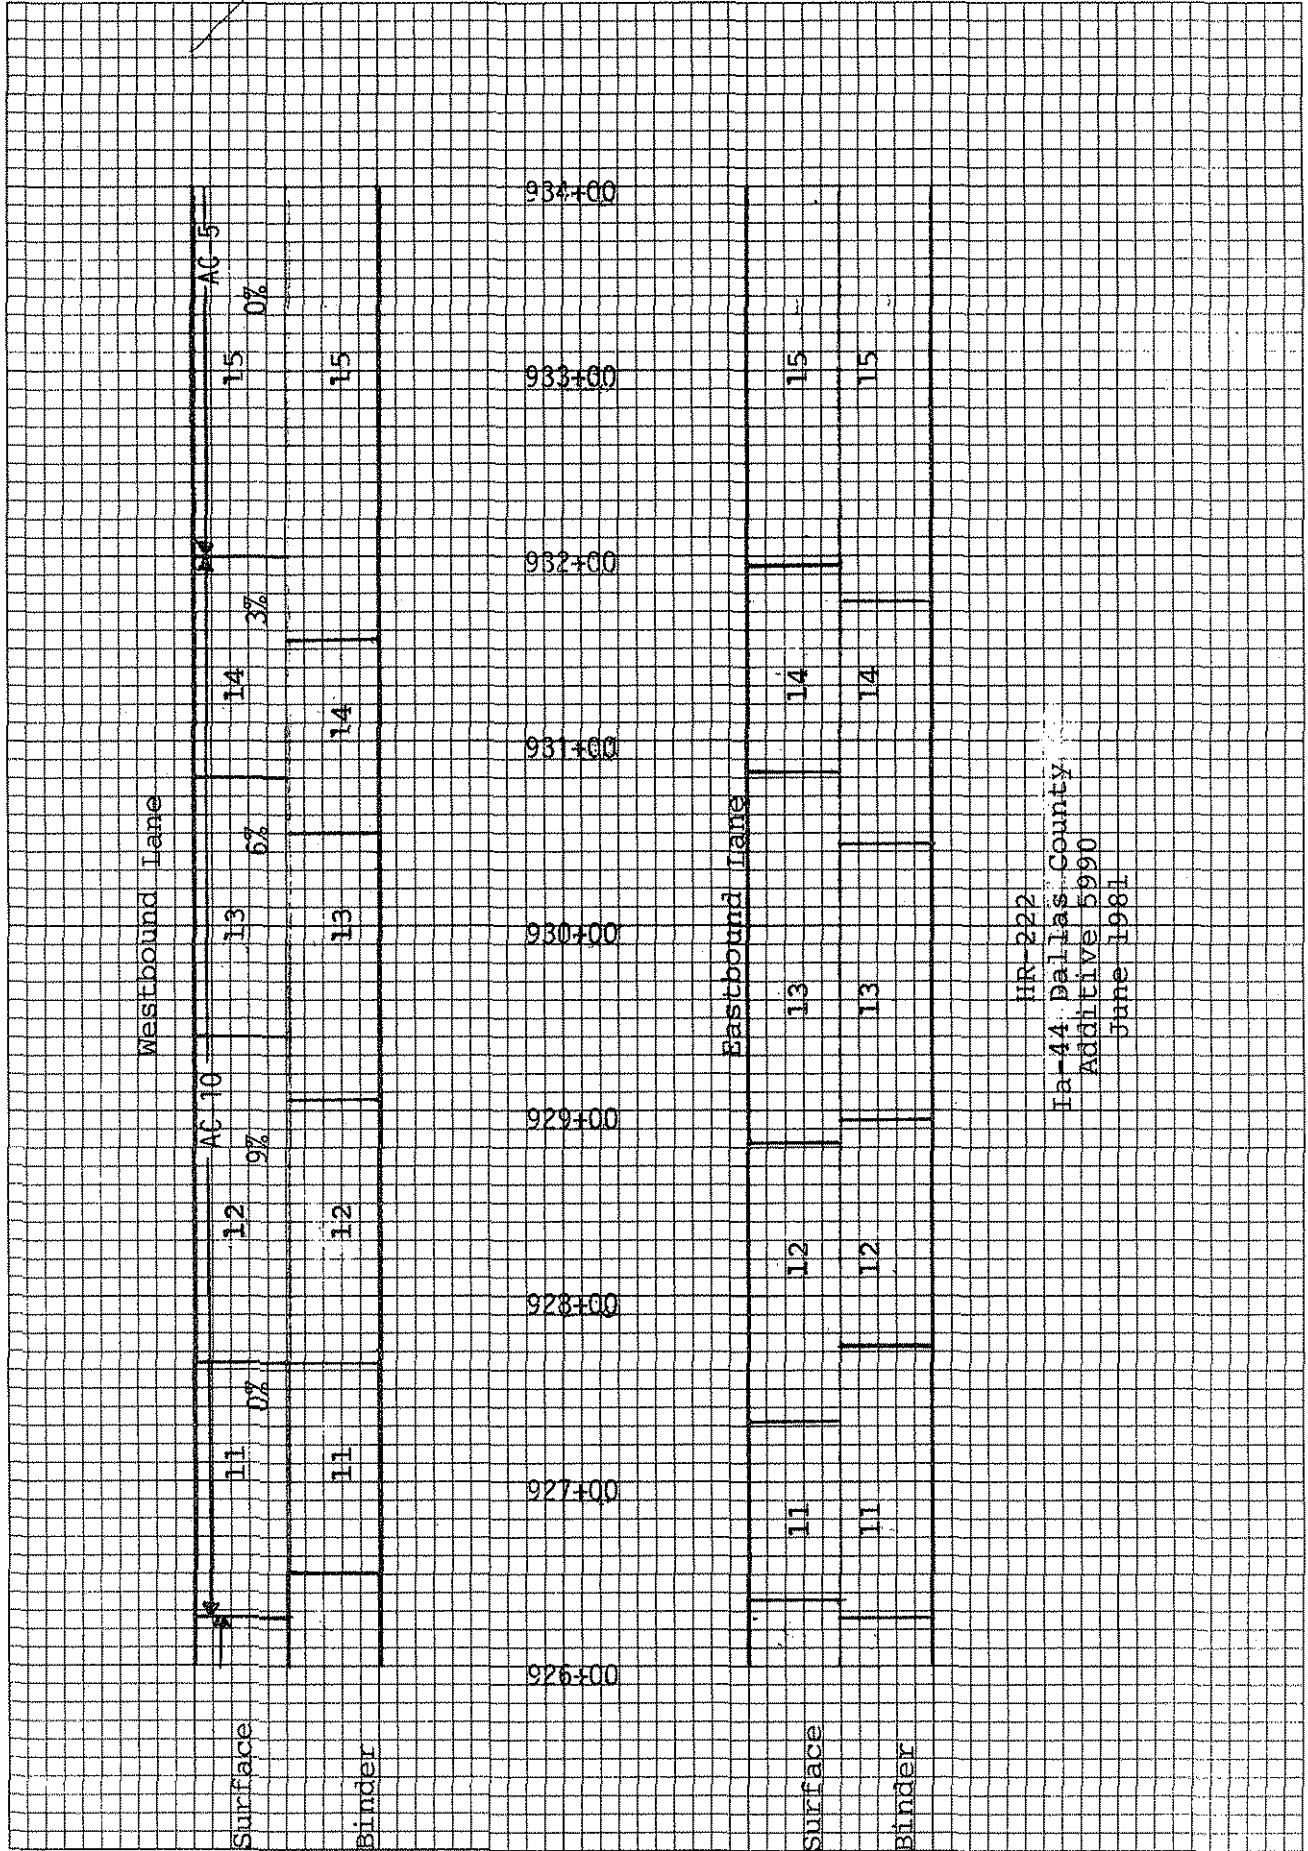 Westbound Lane
AC 10 AC-5
Surface 11 12 13 14 15
0% 9% 6% 3% 0%
Binder 11 12 13 14 15
926+00 927+00 928+00 929+00 930+00 931+00 932+00 933+00 934+00
Eastbound Lane
Surface 11 12 13 14 15
Binder 11 12 13 14 15
HR-222
Ia-44 Dallas County
Additive 5990
June 1981